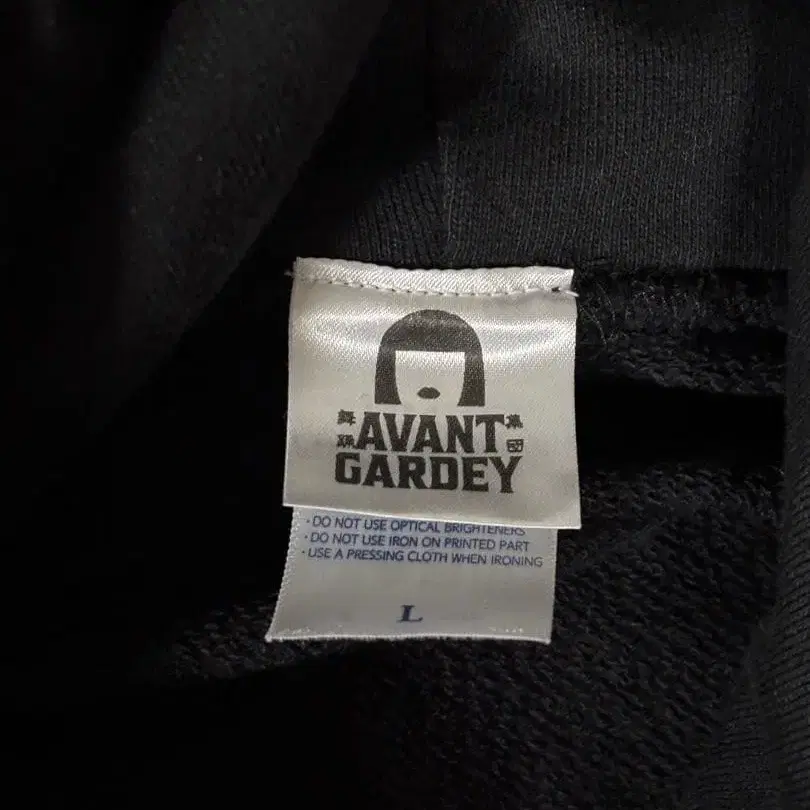 AVANT
GARDEY
· DO NOT USE OPTICAL BRIGHTENERS
· DO NOT USE IRON ON PRINTED PART
· USE A PRESSING CLOTH WHEN IRONING
L